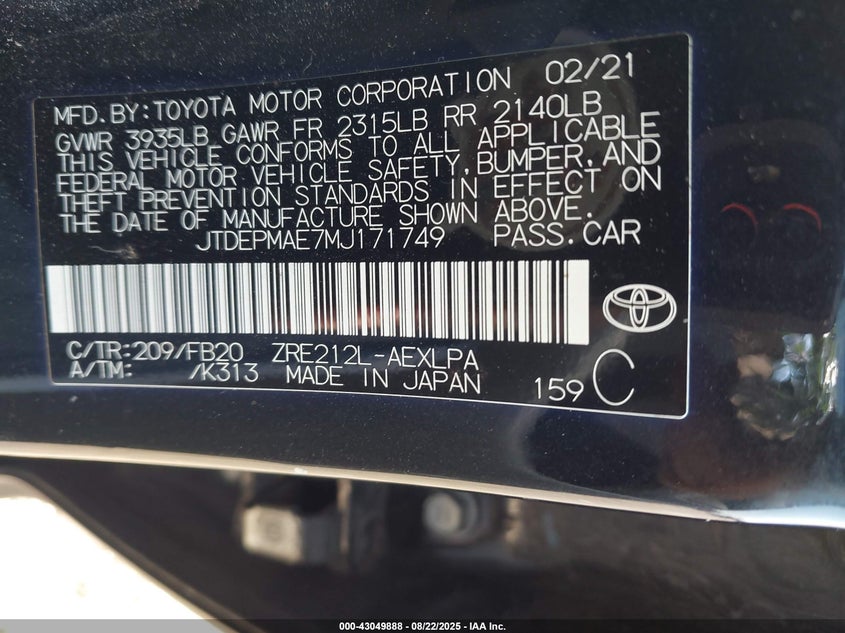 MFD.BY:TOYOTA MOTOR CORPORATION 02/21
GVWR 3935LB GAWR FR 2315LB RR 2140LB
THIS VEHICLE CONFORMS TO ALL APPLICABLE
FEDERAL MOTOR VEHICLE SAFETY,BUMPER,AND
THEFT PREVENTION STANDARDS IN EFFECT ON
THE DATE OF MANUFACTURE SHOWN ABOVE.
JTDEPMAE7MJ171749 PASS.CAR
C/TR:209/FB20 ZRE212L-AEXLPA
A/TM: /K313 MADE IN JAPAN 159 C
000-43049888 - 08/22/2025 - IAA Inc.